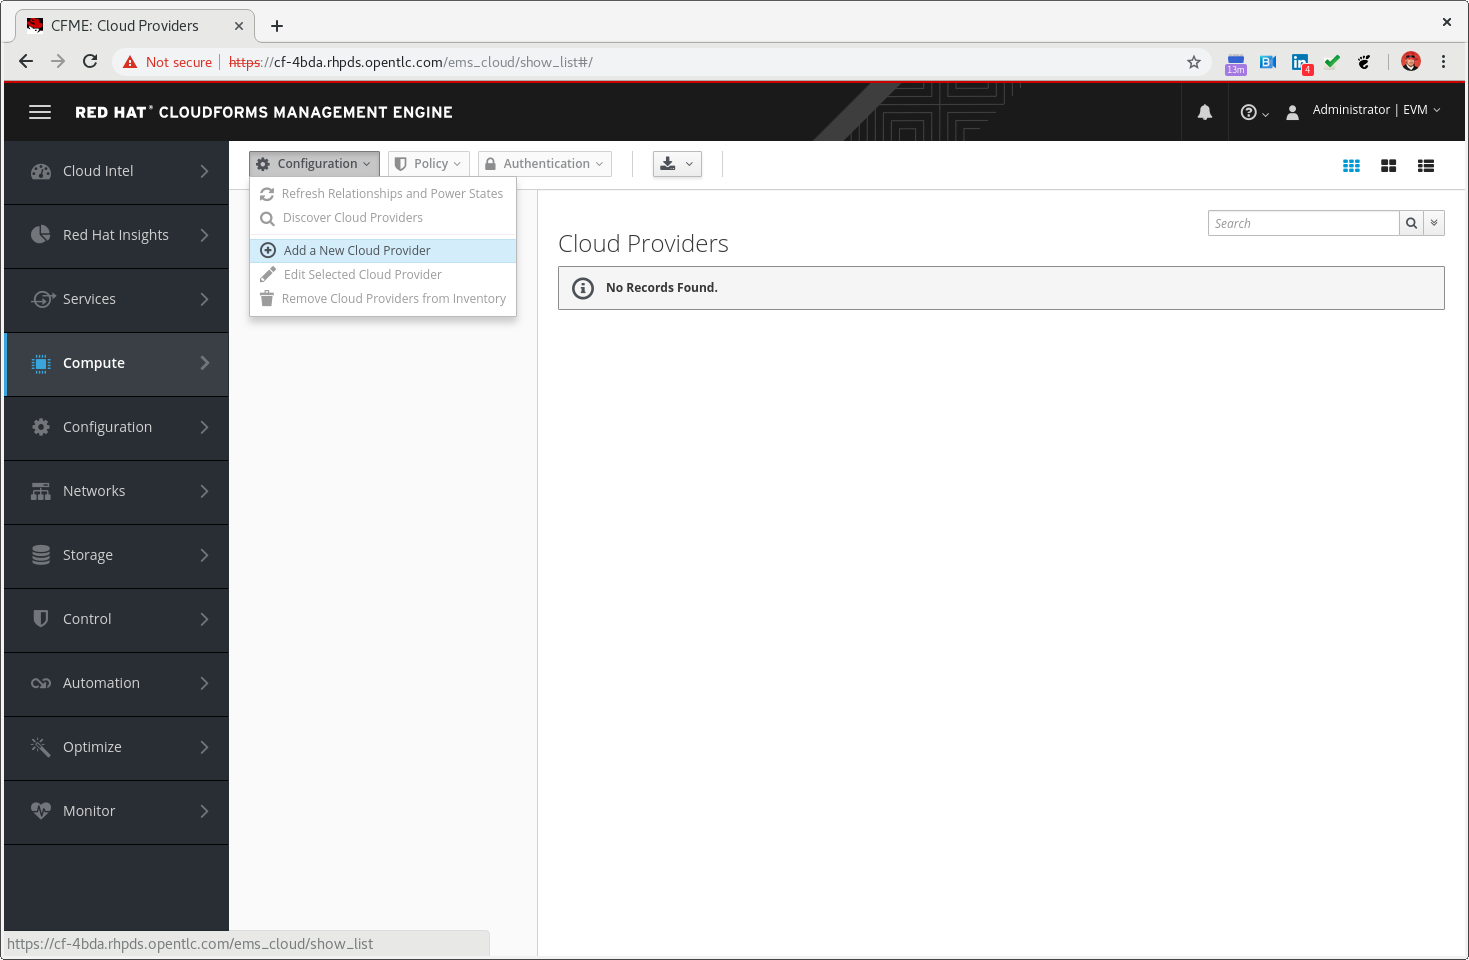 CFME: Cloud Providers
Not secure https://cf-4bda.rhpds.opentlc.com/ems_cloud/show_list#/
13m
B
in
4
RED HAT® CLOUDFORMS MANAGEMENT ENGINE
Administrator | EVM
Cloud Intel
Red Hat Insights
Services
Compute
Configuration
Networks
Storage
Control
Automation
Optimize
Monitor
Configuration Policy Authentication
Refresh Relationships and Power States
Discover Cloud Providers
Add a New Cloud Provider
Edit Selected Cloud Provider
Remove Cloud Providers from Inventory
Search
Cloud Providers
No Records Found.
https://cf-4bda.rhpds.opentlc.com/ems_cloud/show_list